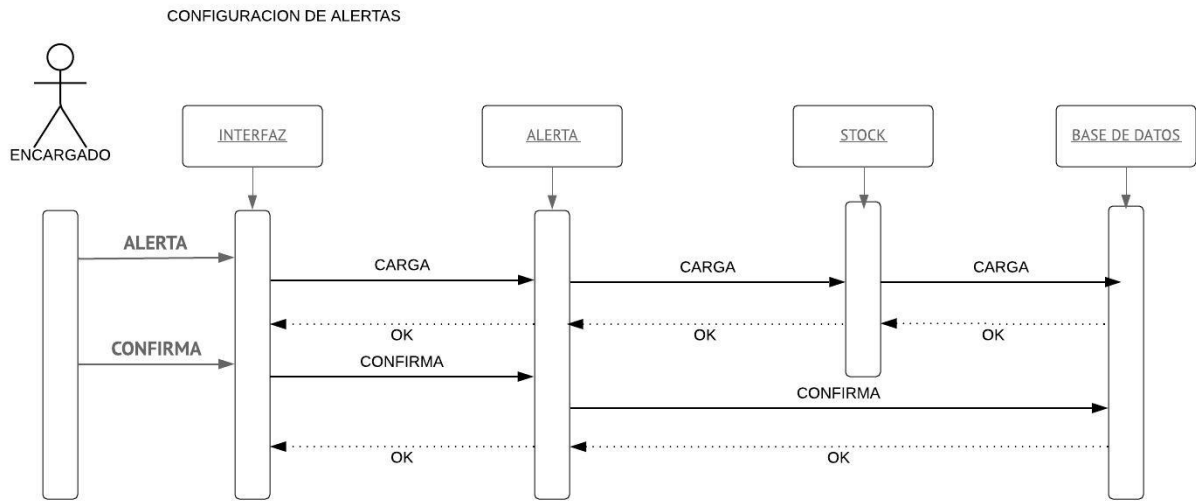 CONFIGURACION DE ALERTAS
ENCARGADO
INTERFAZ
ALERTA
STOCK
BASE DE DATOS
ALERTA
CARGA
CARGA
CARGA
OK
OK
OK
CONFIRMA
CONFIRMA
CONFIRMA
OK
OK